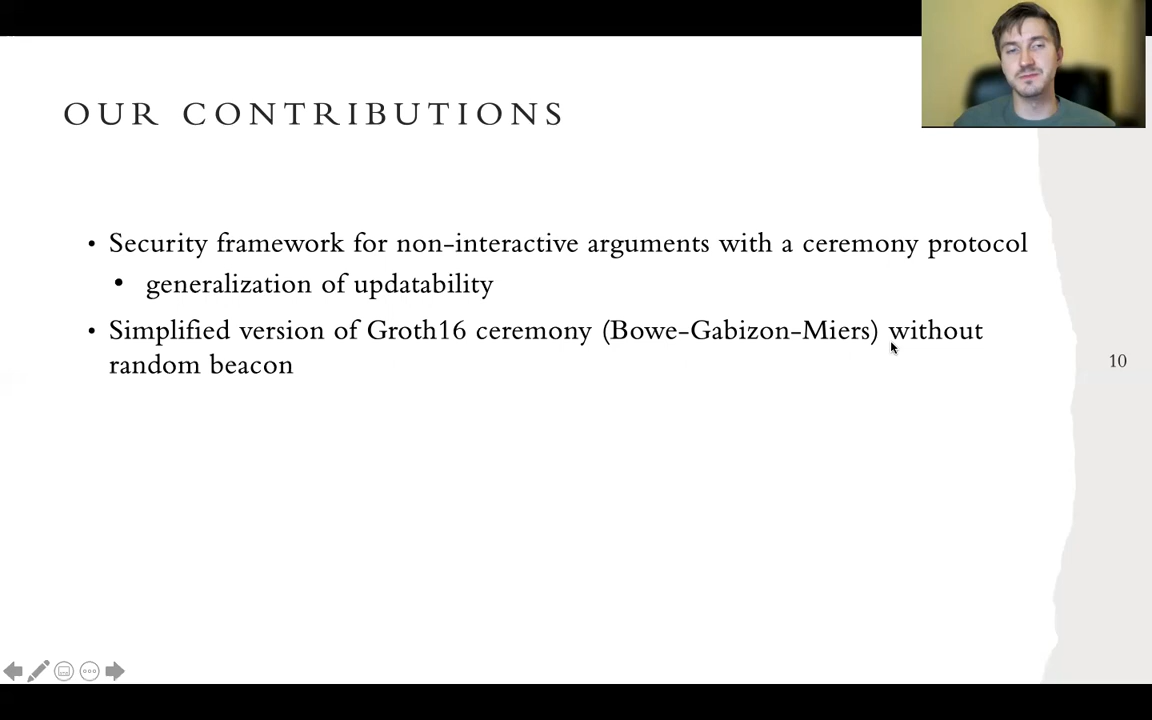 OUR CONTRIBUTIONS
• Security framework for non-interactive arguments with a ceremony protocol
• generalization of updatability
• Simplified version of Groth16 ceremony (Bowe-Gabizon-Miers) without
random beacon
10